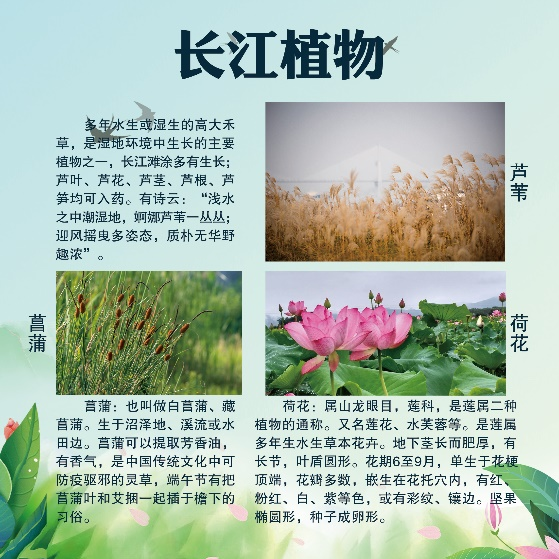 长江植物
多年水生或湿生的高大禾
草，是湿地环境中生长的主要
植物之一，长江滩涂多有生长；
芦叶、芦花、芦茎、芦根、芦
笋均可入药。有诗云：“浅水
之中潮湿地，婀娜芦苇一丛丛；
迎风摇曳多姿态，质朴无华野
趣浓”。
芦苇
菖蒲
荷花
菖蒲：也叫做白菖蒲、藏
菖蒲。生于沼泽地、溪流或水
田边。菖蒲可以提取芳香油，
有香气，是中国传统文化中可
防疫驱邪的灵草，端午节有把
菖蒲叶和艾捆一起插于檐下的
习俗。
荷花：属山龙眼目，莲科，是莲属二种
植物的通称。又名莲花、水芙蓉等。是莲属
多年生水生草本花卉。地下茎长而肥厚，有
长节，叶盾圆形。花期6至9月，单生于花梗
顶端，花瓣多数，嵌生在花托穴内，有红、
粉红、白、紫等色，或有彩纹、镶边。坚果
椭圆形，种子成卵形。